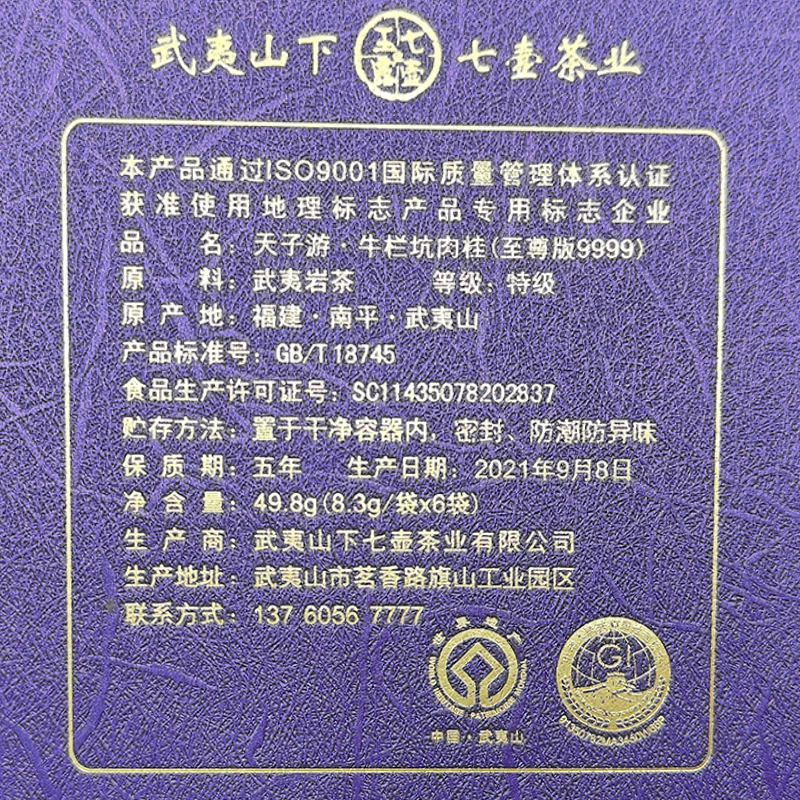 武夷山下 七壶茶业
本产品通过ISO9001国际质量管理体系认证
获准使用地理标志产品专用标志企业
品名：天子游·牛栏坑肉桂(至尊版9999)
原料：武夷岩茶 等级：特级
原产地：福建·南平·武夷山
产品标准号：GB/T18745
食品生产许可证号：SC11435078202837
贮存方法：置于干净容器内，密封、防潮防异味
保质期：五年 生产日期：2021年9月8日
净含量：49.8g(8.3g/袋x6袋)
生产商：武夷山下七壶茶业有限公司
生产地址：武夷山市茗香路旗山工业园区
联系方式：137 6056 7777
GI
中国·武夷山